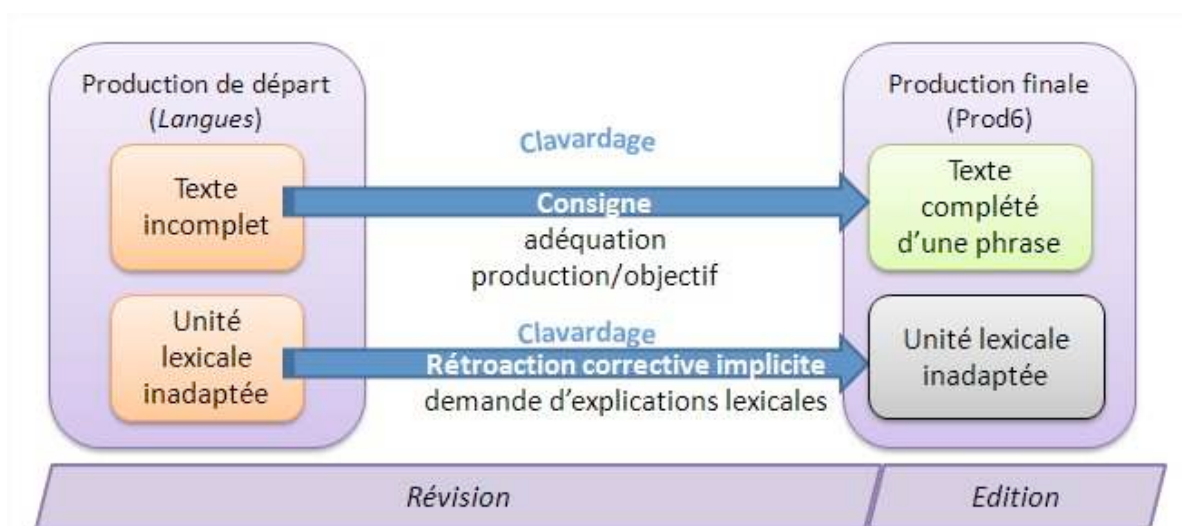 Production de départ
(Langues)
Texte
incomplet
Unité
lexicale
inadaptée
Clavardage
Consigne
adéquation
production/objectif
Clavardage
Rétroaction corrective implicite
demande d'explications lexicales
Production finale
(Prod6)
Texte
complété
d'une phrase
Unité lexicale
inadaptée
Révision
Edition